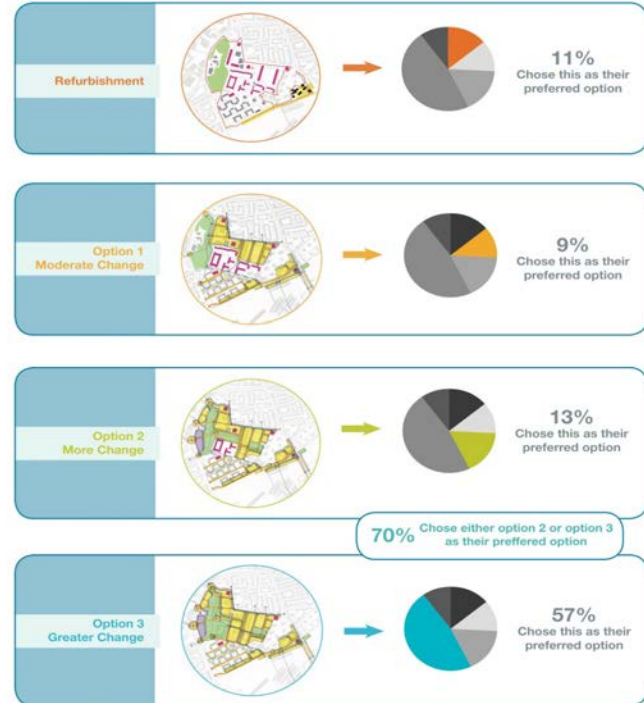 Refurbishment
11%
Chose this as their
preferred option
Option 1
Moderate Change
9%
Chose this as their
preferred option
Option 2
More Change
13%
Chose this as their
preferred option
70% Chose either option 2 or option 3
as their preffered option
Option 3
Greater Change
57%
Chose this as their
preferred option